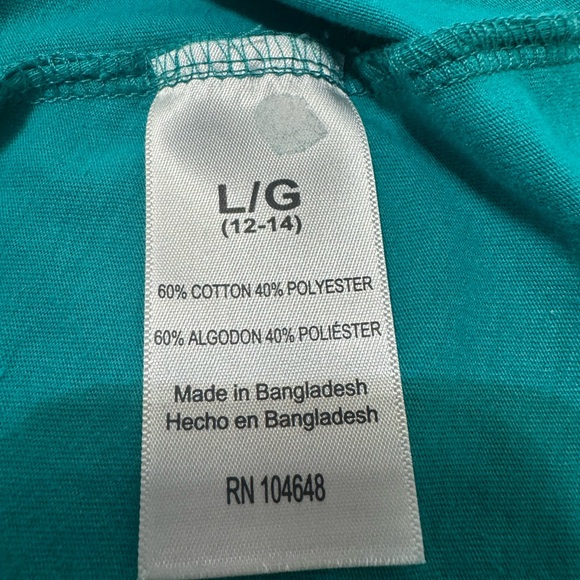 L/G
(12-14)
60% COTTON 40% POLYESTER
60% ALGODON 40% POLIÉSTER
Made in Bangladesh
Hecho en Bangladesh
RN 104648